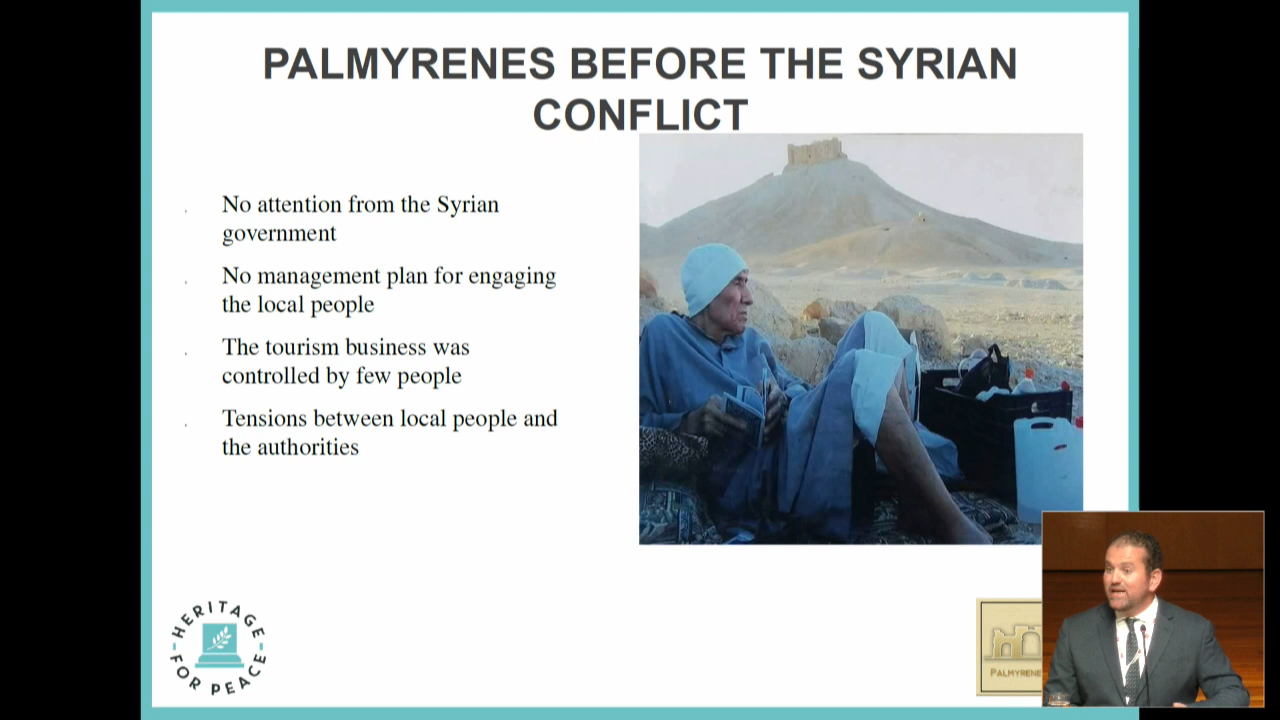 PALMYRENES BEFORE THE SYRIAN
CONFLICT
No attention from the Syrian
government
No management plan for engaging
the local people
The tourism business was
controlled by few people
Tensions between local people and
the authorities
HERITAGE
FOR PEACE
PALMYRENE